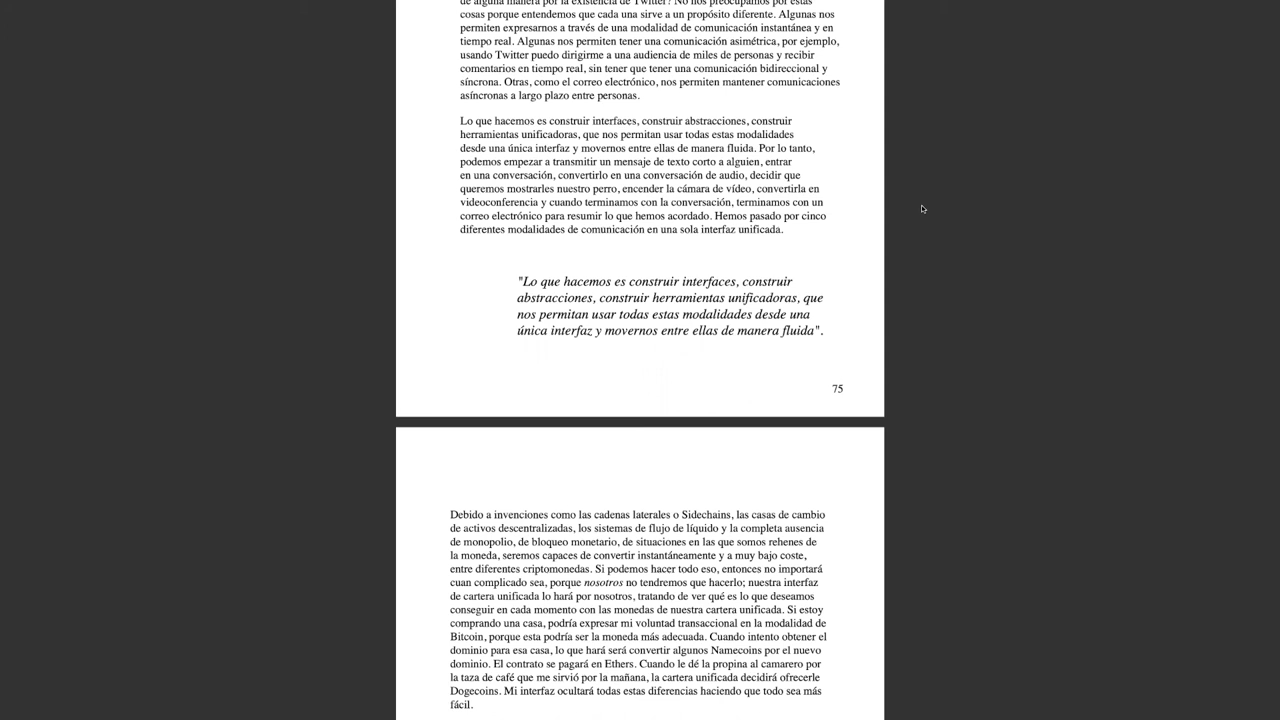 de alguna manera por la existencia de Twitter? No nos preocupamos por estas
cosas porque entendemos que cada una sirve a un propósito diferente. Algunas nos
permiten expresarnos a través de una modalidad de comunicación instantánea y en
tiempo real. Algunas nos permiten tener una comunicación asimétrica, por ejemplo,
usando Twitter puedo dirigirme a una audiencia de miles de personas y recibir
comentarios en tiempo real, sin tener que tener una comunicación bidireccional y
síncrona. Otras, como el correo electrónico, nos permiten mantener comunicaciones
asíncronas a largo plazo entre personas.
Lo que hacemos es construir interfaces, construir abstracciones, construir
herramientas unificadoras, que nos permitan usar todas estas modalidades
desde una única interfaz y movernos entre ellas de manera fluida. Por lo tanto,
podemos empezar a transmitir un mensaje de texto corto a alguien, entrar
en una conversación, convertirlo en una conversación de audio, decidir que
queremos mostrarles nuestro perro, encender la cámara de vídeo, convertirla en
videoconferencia y cuando terminamos con la conversación, terminamos con un
correo electrónico para resumir lo que hemos acordado. Hemos pasado por cinco
diferentes modalidades de comunicación en una sola interfaz unificada.
"Lo que hacemos es construir interfaces, construir
abstracciones, construir herramientas unificadoras, que
nos permitan usar todas estas modalidades desde una
única interfaz y movernos entre ellas de manera fluida".
75
Debido a invenciones como las cadenas laterales o Sidechains, las casas de cambio
de activos descentralizadas, los sistemas de flujo de líquido y la completa ausencia
de monopolio, de bloqueo monetario, de situaciones en las que somos rehenes de
la moneda, seremos capaces de convertir instantáneamente y a muy bajo coste,
entre diferentes criptomonedas. Si podemos hacer todo eso, entonces no importará
cuan complicado sea, porque nosotros no tendremos que hacerlo; nuestra interfaz
de cartera unificada lo hará por nosotros, tratando de ver qué es lo que deseamos
conseguir en cada momento con las monedas de nuestra cartera unificada. Si estoy
comprando una casa, podría expresar mi voluntad transaccional en la modalidad de
Bitcoin, porque esta podría ser la moneda más adecuada. Cuando intento obtener el
dominio para esa casa, lo que hará será convertir algunos Namecoins por el nuevo
dominio. El contrato se pagará en Ethers. Cuando le dé la propina al camarero por
la taza de café que me sirvió por la mañana, la cartera unificada decidirá ofrecerle
Dogecoins. Mi interfaz ocultará todas estas diferencias haciendo que todo sea más
fácil.